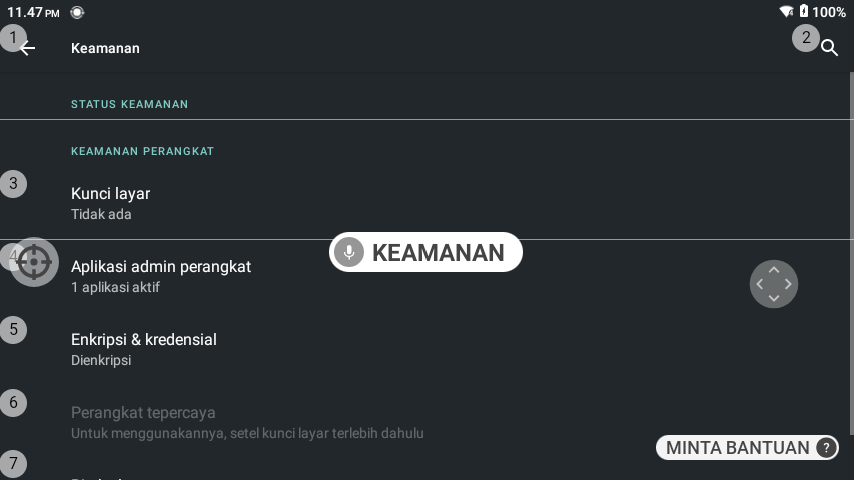 11.47 PM
100%
1
Keamanan
2
STATUS KEAMANAN
KEAMANAN PERANGKAT
3
Kunci layar
Tidak ada
KEAMANAN
4
Aplikasi admin perangkat
1 aplikasi aktif
5
Enkripsi & kredensial
Dienkripsi
6
Perangkat tepercaya
Untuk menggunakannya, setel kunci layar terlebih dahulu
MINTA BANTUAN ?
7